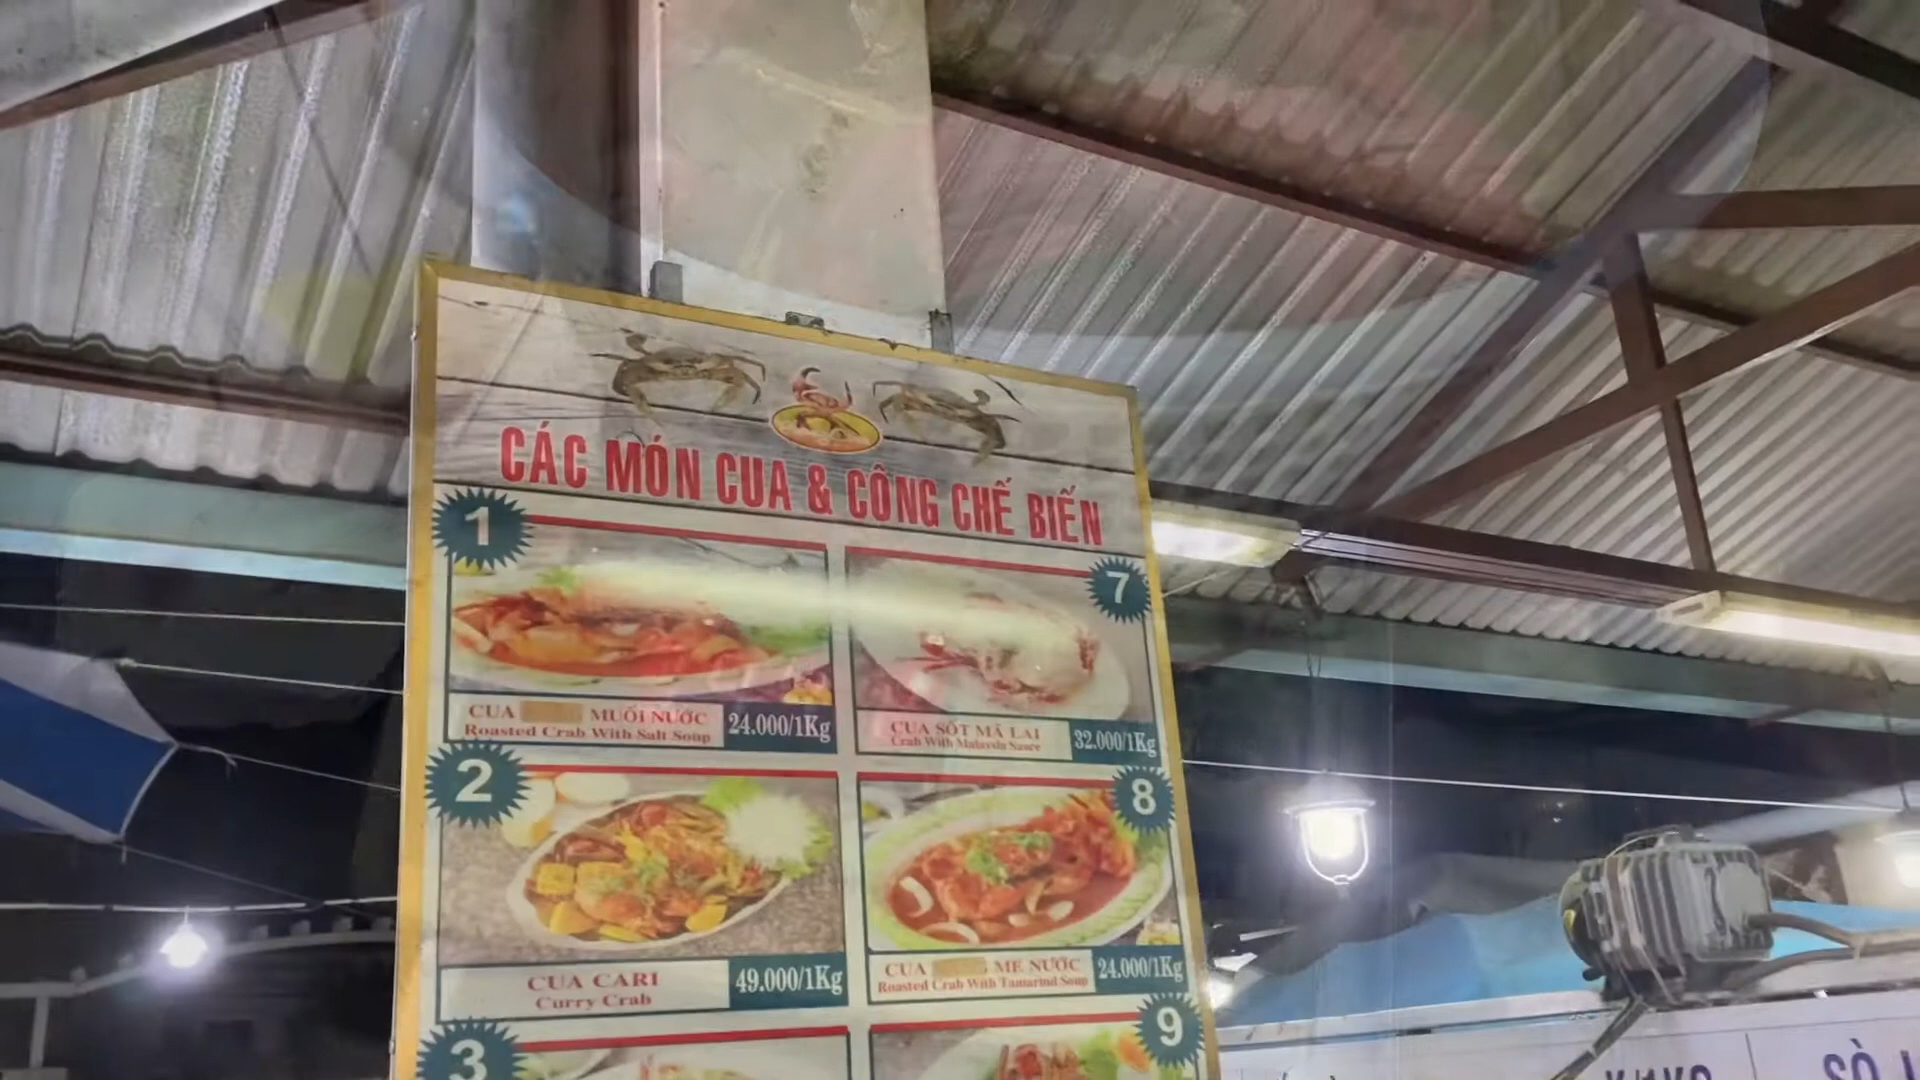 CÁC MÓN CUA & CÔNG CHẾ BIẾN
1
CUA MUỐI NƯỚC
Roasted Crab With Salt Soup
24.000/1Kg
7
CUA SỐT MÃ LAI
Crab With Malaysia Sauce
32.000/1Kg
2
CUA CARI
Curry Crab
49.000/1Kg
8
CUA ME NƯỚC
Roasted Crab With Tamarind Soup
24.000/1Kg
3
9
SÒ